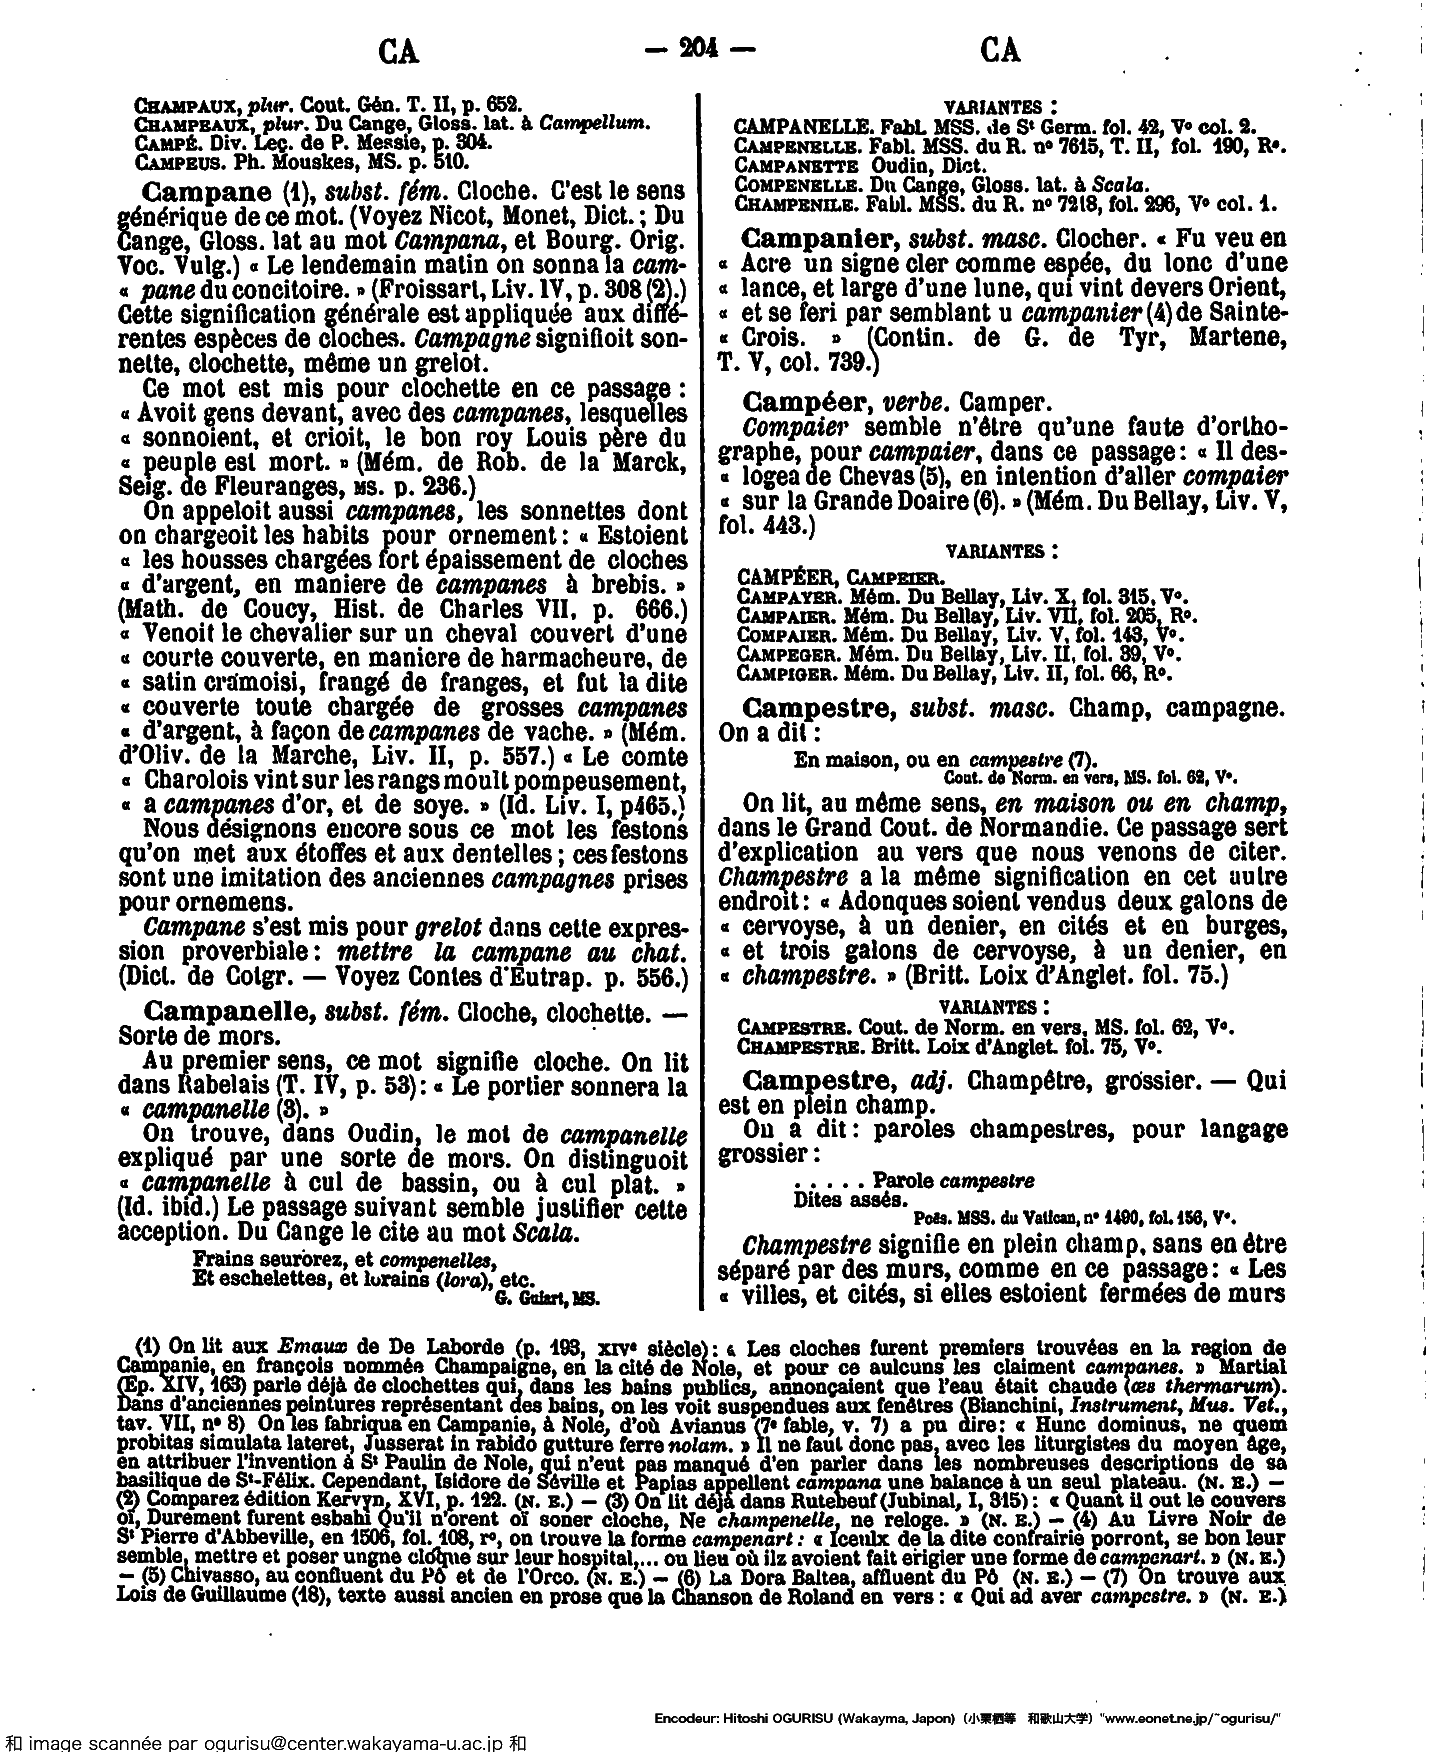 CA
— 204 —
CA
CHAMPAUX, plur. Cout. Gén. T. II, p. 652.
CHAMPEAUX, plur. Du Cange, Gloss. lat. à Campellum.
CAMPÉ. Div. Leç. de P. Messie, p. 304.
CAMPEUS. Ph. Mouskes, MS. p. 510.
Campane (1), subst. fém. Cloche. C'est le sens
générique de ce mot. (Voyez Nicot, Monet, Dict. ; Du
Cange, Gloss. lat au mot Campana, et Bourg. Orig.
Voc. Vulg.) « Le lendemain matin on sonna la cam-
« pane du concitoire. » (Froissart, Liv. IV, p. 308 (2).)
Cette signification générale est appliquée aux diffé-
rentes espèces de cloches. Campagne signifioit son-
nette, clochette, même un grelot.
Ce mot est mis pour clochette en ce passage :
« Avoit gens devant, avec des campanes, lesquelles
« sonnoient, et crioit, le bon roy Louis père du
« peuple est mort. » (Mém. de Rob. de la Marck,
Seig. de Fleuranges, MS. p. 236.)
On appeloit aussi campanes, les sonnettes dont
on chargeoit les habits pour ornement : « Estoient
« les housses chargées fort épaissement de cloches
« d'argent, en maniere de campanes à brebis. »
(Math. de Coucy, Hist. de Charles VII, p. 666.)
« Venoit le chevalier sur un cheval couvert d'une
« courte couverte, en maniere de harmacheure, de
« satin cramoisi, frangé de franges, et fut la dite
« couverte toute chargée de grosses campanes
« d'argent, à façon de campanes de vache. » (Mém.
d'Oliv. de la Marche, Liv. II, p. 557.) « Le comte
« Charolois vint sur les rangs moult pompeusement,
« a campanes d'or, et de soye. » (Id. Liv. I, p465.)
Nous désignons encore sous ce mot les festons
qu'on met aux étoffes et aux dentelles ; ces festons
sont une imitation des anciennes campagnes prises
pour ornemens.
Campane s'est mis pour grelot dans cette expres-
sion proverbiale : mettre la campane au chat.
(Dict. de Cotgr. — Voyez Contes d'Eutrap. p. 556.)
Campanelle, subst. fém. Cloche, clochette. —
Sorte de mors.
Au premier sens, ce mot signifie cloche. On lit
dans Rabelais (T. IV, p. 53) : « Le portier sonnera la
« campanelle (3). »
On trouve, dans Oudin, le mot de campanelle
expliqué par une sorte de mors. On distinguoit
« campanelle à cul de bassin, ou à cul plat. »
(Id. ibid.) Le passage suivant semble justifier cette
acception. Du Cange le cite au mot Scala.
Frains seurorez, et compenelles,
Et eschelettes, et lorains (lora), etc.
G. Guiart, MS.
VARIANTES :
CAMPANELLE. Fabl. MSS. de St Germ. fol. 42, Vo col. 2.
CAMPENELLE. Fabl. MSS. du R. no 7615, T. II, fol. 190, Ro.
CAMPANETTE Oudin, Dict.
COMPENELLE. Du Cange, Gloss. lat. à Scala.
CHAMPENILE. Fabl. MSS. du R. no 7218, fol. 296, Vo col. 1.
Campanier, subst. masc. Clocher. « Fu veu en
« Acre un signe cler comme espée, du lonc d'une
« lance, et large d'une lune, qui vint devers Orient,
« et se feri par semblant u campanier (4) de Sainte-
« Crois. » (Contin. de G. de Tyr, Martene,
T. V, col. 739.)
Campéer, verbe. Camper.
Compaier semble n'être qu'une faute d'ortho-
graphe, pour campaier, dans ce passage : « Il des-
« logea de Chevas (5), en intention d'aller compaier
« sur la Grande Doaire (6). » (Mém. Du Bellay, Liv. V,
fol. 443.)
VARIANTES :
CAMPÉER, CAMPEIER.
CAMPAYER. Mém. Du Bellay, Liv. X, fol. 315, Vo.
CAMPAIER. Mém. Du Bellay, Liv. VII, fol. 205, Ro.
COMPAIER. Mém. Du Bellay, Liv. V, fol. 143, Vo.
CAMPEGER. Mém. Du Bellay, Liv. II, fol. 39, Vo.
CAMPIGER. Mém. Du Bellay, Liv. II, fol. 66, Ro.
Campestre, subst. masc. Champ, campagne.
On a dit :
En maison, ou en campestre (7).
Cout. de Norm. en vers, MS. fol. 62, Vo.
On lit, au même sens, en maison ou en champ,
dans le Grand Cout. de Normandie. Ce passage sert
d'explication au vers que nous venons de citer.
Champestre a la même signification en cet autre
endroit : « Adonques soient vendus deux galons de
« cervoyse, à un denier, en cités et en burges,
« et trois galons de cervoyse, à un denier, en
« champestre. » (Britt. Loix d'Anglet. fol. 75.)
VARIANTES :
CAMPESTRE. Cout. de Norm. en vers, MS. fol. 62, Vo.
CHAMPESTRE. Britt. Loix d'Anglet. fol. 75, Vo.
Campestre, adj. Champêtre, grossier. — Qui
est en plein champ.
On a dit : paroles champestres, pour langage
grossier :
. . . . . Parole campestre
Dites assés.
Poës. MSS. du Vatican, no 1490, fol. 156, Vo.
Champestre signifie en plein champ, sans en être
séparé par des murs, comme en ce passage : « Les
« villes, et cités, si elles estoient fermées de murs
(1) On lit aux Emaux de De Laborde (p. 193, XIVe siècle) : « Les cloches furent premiers trouvées en la region de
Campanie, en françois nommée Champaigne, en la cité de Nole, et pour ce aulcuns les claiment campanes. » Martial
(Ep. XIV, 163) parle déjà de clochettes qui, dans les bains publics, annonçaient que l'eau était chaude (æs thermarum).
Dans d'anciennes peintures représentant des bains, on les voit suspendues aux fenêtres (Bianchini, Instrument, Mus. Vet.,
tav. VII, no 8) On les fabriqua en Campanie, à Nole, d'où Avianus (7e fable, v. 7) a pu dire : « Hunc dominus, ne quem
probitas simulata lateret, Jusserat in rabido gutture ferre nolam. » Il ne faut donc pas, avec les liturgistes du moyen âge,
en attribuer l'invention à St Paulin de Nole, qui n'eut pas manqué d'en parler dans les nombreuses descriptions de sa
basilique de St-Félix. Cependant, Isidore de Séville et Papias appellent campana une balance à un seul plateau. (N. E.) —
(2) Comparez édition Kervyn, XVI, p. 122. (N. E.) — (3) On lit déjà dans Rutebeuf (Jubinal, I, 315) : « Quant il out le couvers
oï, Durement furent esbahi Qu'il n'orent oï soner cloche, Ne champenelle, ne reloge. » (N. E.) — (4) Au Livre Noir de
St Pierre d'Abbeville, en 1506, fol. 108, ro, on trouve la forme campenart : « Iceulx de la dite confrairie porront, se bon leur
semble, mettre et poser ungne cloque sur leur hospital,... ou lieu où ilz avoient fait erigier une forme de campenart. » (N. E.)
— (5) Chivasso, au confluent du Pô et de l'Orco. (N. E.) — (6) La Dora Baltea, affluent du Pô (N. E.) — (7) On trouve aux
Lois de Guillaume (18), texte aussi ancien en prose que la Chanson de Roland en vers : « Qui ad aver campestre. » (N. E.)
Encodeur: Hitoshi OGURISU (Wakayma, Japon) (小栗栖等 和歌山大学) "www.eonet.ne.jp/~ogurisu/"
和 image scannée par ogurisu@center.wakayama-u.ac.jp 和